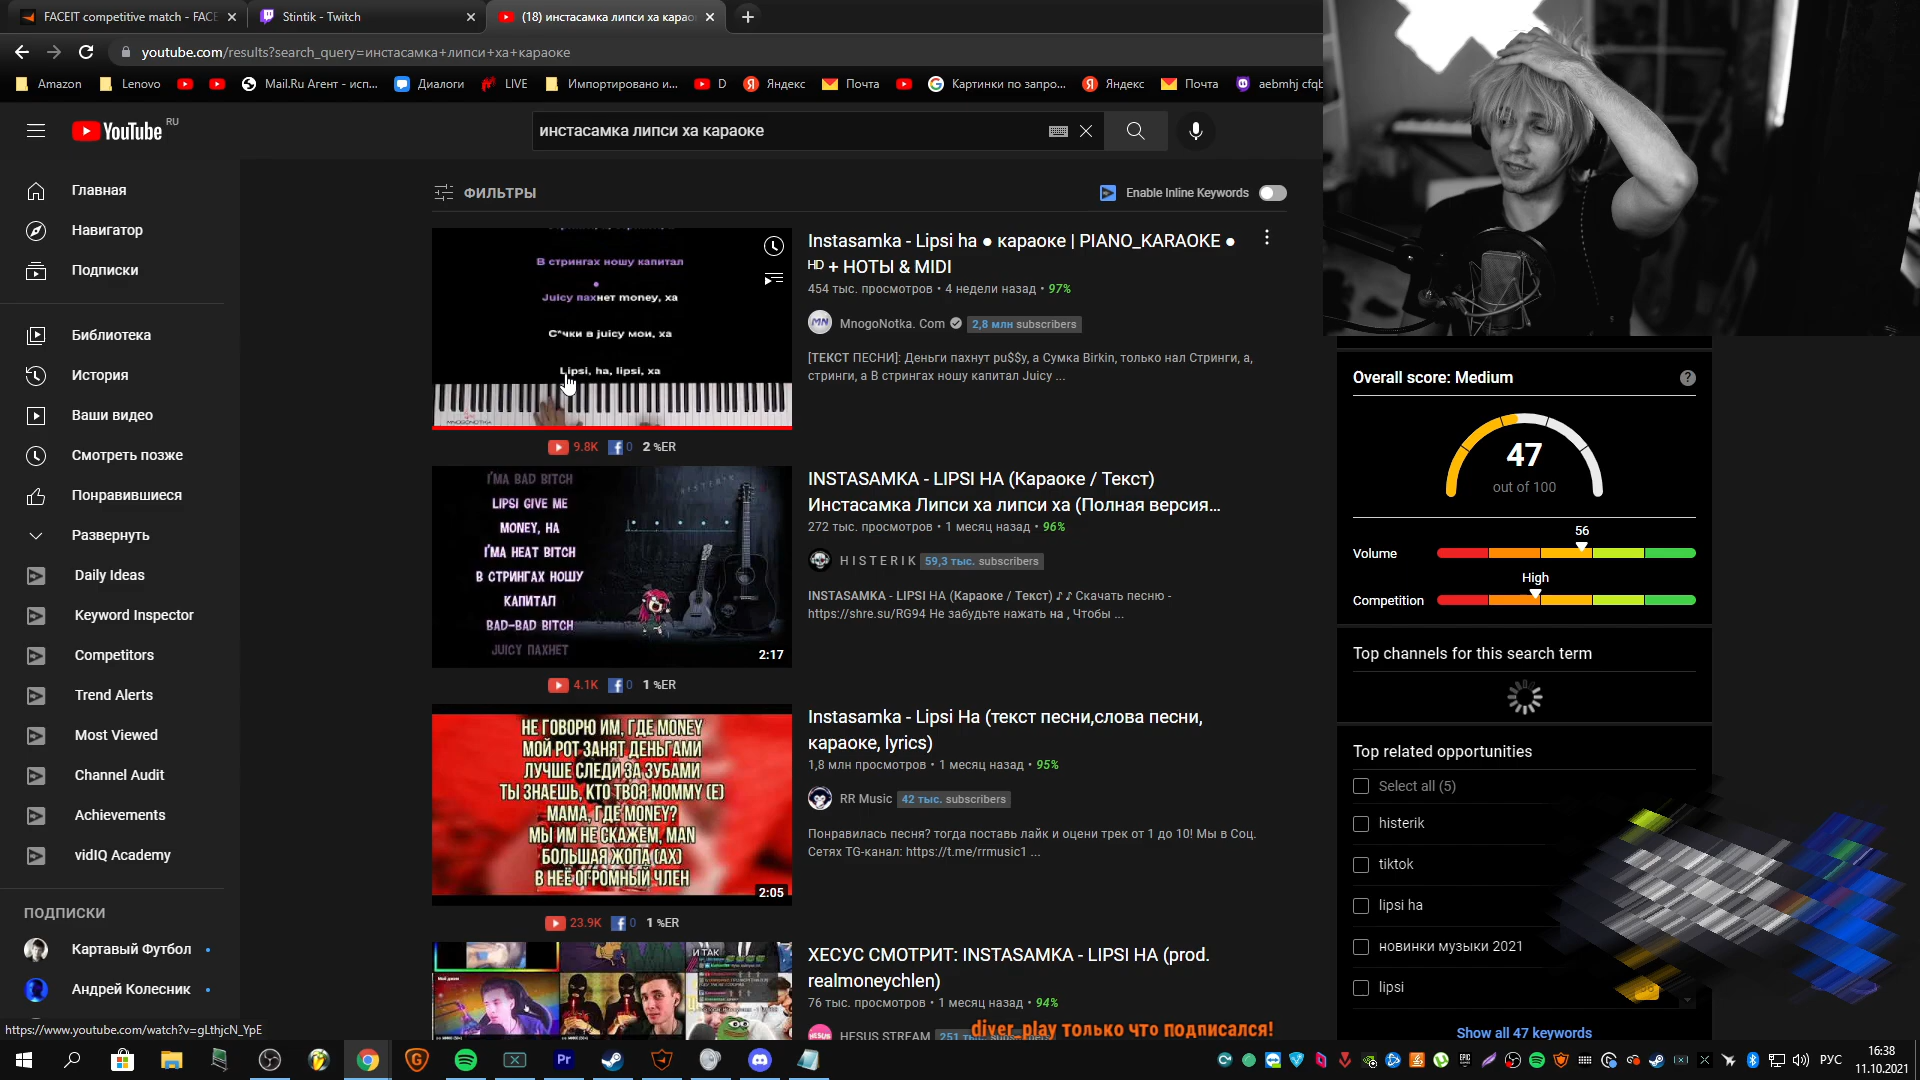 FACEIT competitive match - FACE
Stintik - Twitch
(18) инстасамка липси ха карао
youtube.com/results?search_query=инстасамка+липси+ха+караоке
Amazon
Lenovo
Mail.Ru Агент - исп...
Диалоги
LIVE
Импортировано и...
D
Яндекс
Почта
Картинки по запро...
Яндекс
Почта
aebmhj cfqb
YouTube RU
инстасамка липси ха караоке
Главная
Навигатор
Подписки
Библиотека
История
Ваши видео
Смотреть позже
Понравившиеся
Развернуть
Daily Ideas
Keyword Inspector
Competitors
Trend Alerts
Most Viewed
Channel Audit
Achievements
vidIQ Academy
ПОДПИСКИ
Картавый Футбол
Андрей Колесник
https://www.youtube.com/watch?v=gLthjcN_YpE
ФИЛЬТРЫ
Enable Inline Keywords
В стрингах ношу капитал
Juicy пахнет money, ха
С*чки в juicy мои, ха
Lipsi, ha, lipsi, ха
MNOGONOTKA
9.8K 0 2 %ER
Instasamka - Lipsi ha ● караоке | PIANO_KARAOKE ●
ᴴᴰ + НОТЫ & MIDI
454 тыс. просмотров • 4 недели назад • 97%
MN MnogoNotka. Com 2,8 млн subscribers
[ТЕКСТ ПЕСНИ]: Деньги пахнут pu$$y, а Сумка Birkin, только нал Стринги, а,
стринги, а В стрингах ношу капитал Juicy ...
I'MA BAD BITCH
LIPSI GIVE ME
MONEY, HA
I'MA HEAT BITCH
В СТРИНГАХ НОШУ
КАПИТАЛ
BAD-BAD BITCH
JUICY ПАХНЕТ
HISTERIK
2:17
4.1K 0 1 %ER
INSTASAMKA - LIPSI HA (Караоке / Текст)
Инстасамка Липси ха липси ха (Полная версия...
272 тыс. просмотров • 1 месяц назад • 96%
H I S T E R I K 59,3 тыс. subscribers
INSTASAMKA - LIPSI HA (Караоке / Текст) ♪ ♪ Скачать песню -
https://shre.su/RG94 Не забудьте нажать на , Чтобы ...
НЕ ГОВОРЮ ИМ, ГДЕ MONEY
МОЙ РОТ ЗАНЯТ ДЕНЬГАМИ
ЛУЧШЕ СЛЕДИ ЗА ЗУБАМИ
ТЫ ЗНАЕШЬ, КТО ТВОЯ MOMMY (Е)
МАМА, ГДЕ MONEY?
МЫ ИМ НЕ СКАЖЕМ, MAN
БОЛЬШАЯ ЖОПА (АХ)
В НЕЁ ОГРОМНЫЙ ЧЛЕН
2:05
23.9K 0 1 %ER
Instasamka - Lipsi Ha (текст песни,слова песни,
караоке, lyrics)
1,8 млн просмотров • 1 месяц назад • 95%
RR Music 42 тыс. subscribers
Понравилась песня? тогда поставь лайк и оцени трек от 1 до 10! Мы в Соц.
Сетях TG-канал: https://t.me/rrmusic1 ...
И ТАК
ХЕСУС СМОТРИТ: INSTASAMKA - LIPSI HA (prod.
realmoneychlen)
76 тыс. просмотров • 1 месяц назад • 94%
HESUS STREAM 251 тыс.
diver_play только что подписался!
Overall score: Medium
47
out of 100
56
Volume
High
Competition
Top channels for this search term
Top related opportunities
Select all (5)
histerik
tiktok
lipsi ha
новинки музыки 2021
lipsi
Show all 47 keywords
Pr
РУС
16:38
11.10.2021